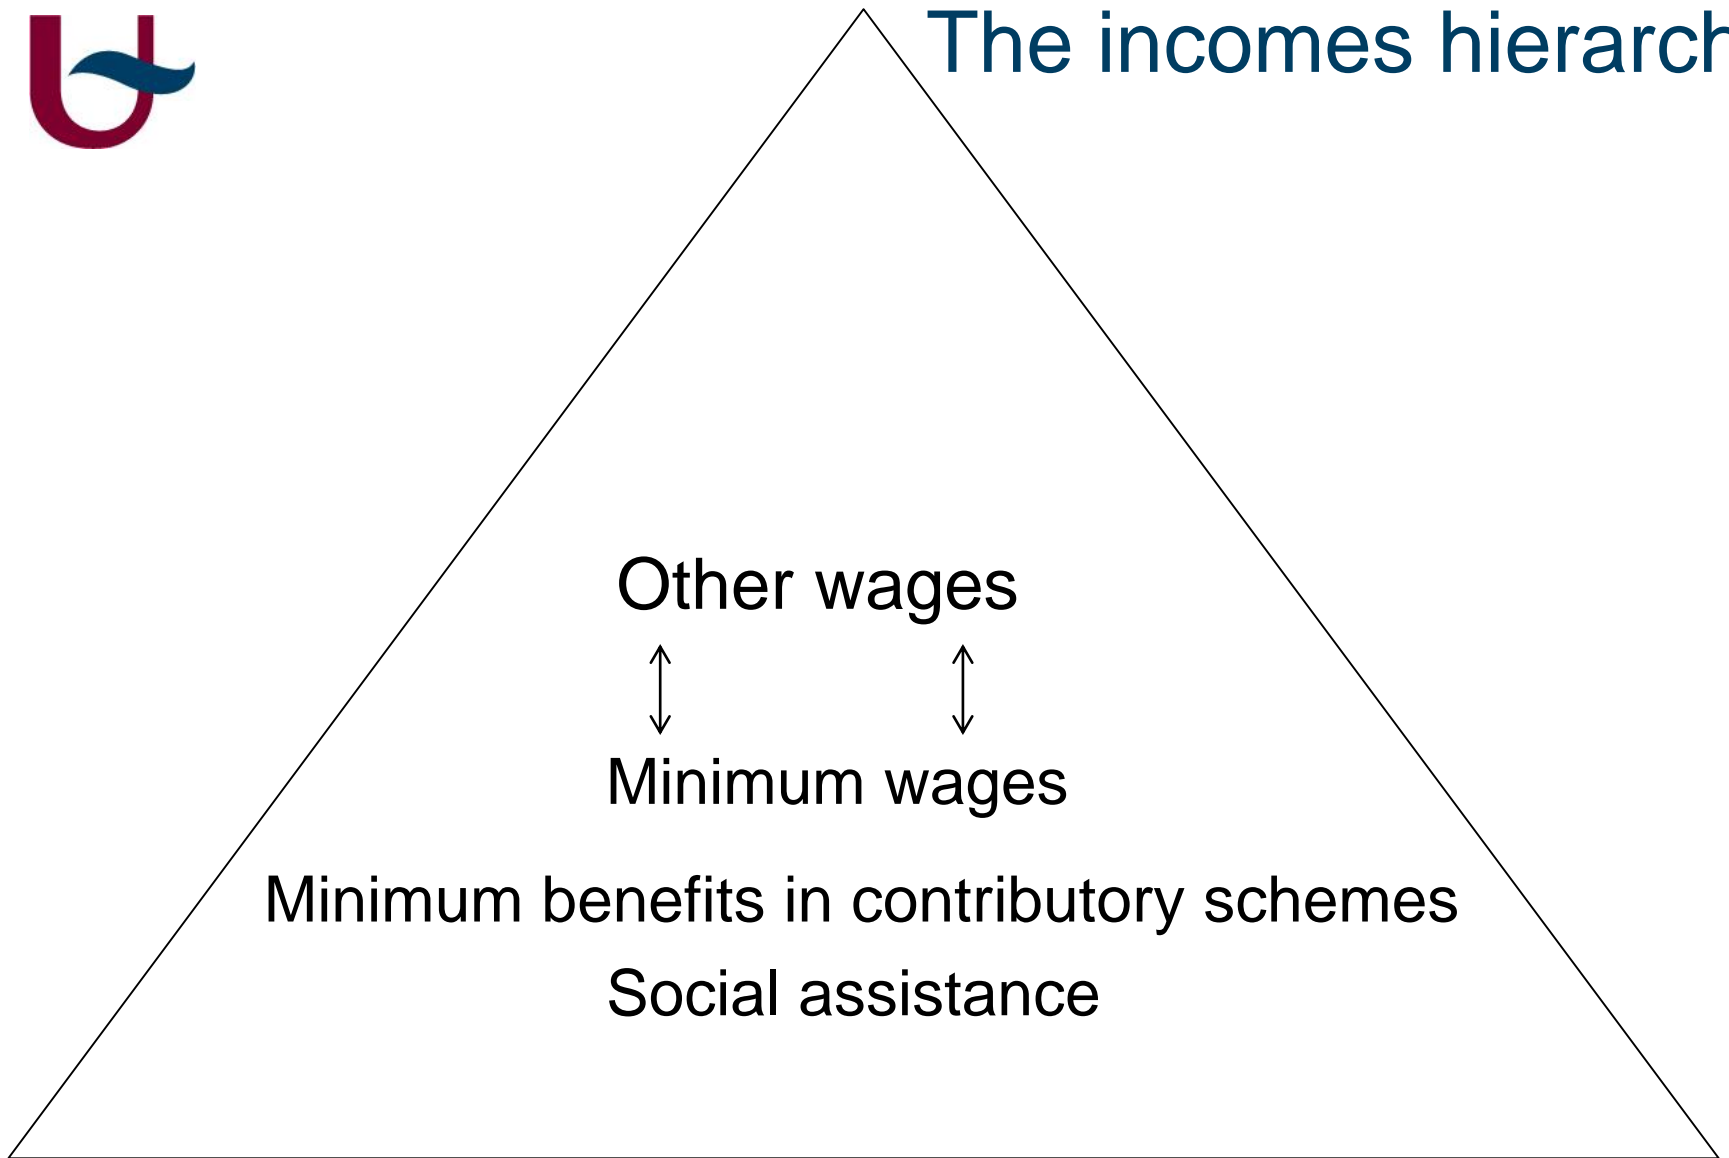 The incomes hierarch
Other wages
Minimum wages
Minimum benefits in contributory schemes
Social assistance